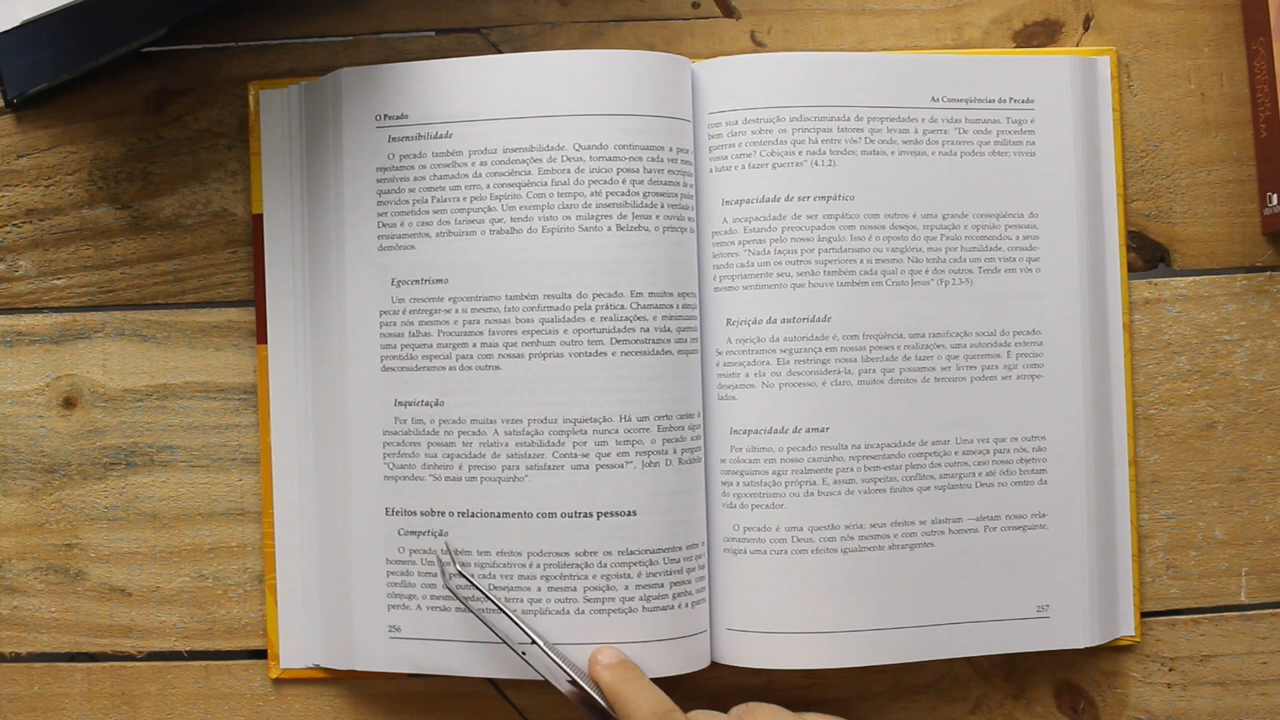 O Pecado
Insensibilidade
O pecado também produz insensibilidade. Quando continuamos a pecar
rejeitamos os conselhos e as condenações de Deus, tornamo-nos cada vez menos
sensíveis aos chamados da consciência. Embora de início possa haver
quando se comete um erro, a conseqüência final do pecado é que deixamos de ser
movidos pela Palavra e pelo Espírito. Com o tempo, até pecados grosseiros podem
ser cometidos sem compunção. Um exemplo claro de insensibilidade à verdade de
Deus é o caso dos fariseus que, tendo visto os milagres de Jesus e ouvido seus
ensinamentos, atribuíram o trabalho do Espírito Santo a Belzebu, o príncipe dos
demônios.
Egocentrismo
Um crescente egocentrismo também resulta do pecado. Em muitos aspectos
pecar é entregar-se a si mesmo, fato confirmado pela prática. Chamamos a atenção
para nós mesmos e para nossas boas qualidades e realizações, e minimizamos
nossas falhas. Procuramos favores especiais e oportunidades na vida, querendo
uma pequena margem a mais que nenhum outro tem. Demonstramos uma
prontidão especial para com nossas próprias vontades e necessidades, enquanto
desconsideramos as dos outros.
Inquietação
Por fim, o pecado muitas vezes produz inquietação. Há um certo caráter de
insaciabilidade no pecado. A satisfação completa nunca ocorre. Embora alguns
pecadores possam ter relativa estabilidade por um tempo, o pecado acaba
perdendo sua capacidade de satisfazer. Conta-se que em resposta à pergunta
"Quanto dinheiro é preciso para satisfazer uma pessoa?", John D. Rockefeller
respondeu: "Só mais um pouquinho".
Efeitos sobre o relacionamento com outras pessoas
Competição
O pecado também tem efeitos poderosos sobre os relacionamentos entre os
homens. Um dos mais significativos é a proliferação da competição. Uma vez que o
pecado torna a pessoa cada vez mais egocêntrica e egoísta, é inevitável que haja
conflito com os outros. Desejamos a mesma posição, a mesma pessoa como
cônjuge, o mesmo pedaço de terra que o outro. Sempre que alguém ganha, outro
perde. A versão mais extrema e amplificada da competição humana é a guerra,
256
As Conseqüências do Pecado
com sua destruição indiscriminada de propriedades e de vidas humanas. Tiago é
bem claro sobre os principais fatores que levam à guerra: "De onde procedem
guerras e contendas que há entre vós? De onde, senão dos prazeres que militam na
vossa carne? Cobiçais e nada tendes; matais, e invejais, e nada podeis obter; viveis
a lutar e a fazer guerras" (4.1,2).
Incapacidade de ser empático
A incapacidade de ser empático com outros é uma grande conseqüência do
pecado. Estando preocupados com nossos desejos, reputação e opinião pessoais,
vemos apenas pelo nosso ângulo. Isso é o oposto do que Paulo recomendou a seus
leitores: "Nada façais por partidarismo ou vanglória, mas por humildade, conside-
rando cada um os outros superiores a si mesmo. Não tenha cada um em vista o que
é propriamente seu, senão também cada qual o que é dos outros. Tende em vós o
mesmo sentimento que houve também em Cristo Jesus" (Fp 2.3-5).
Rejeição da autoridade
A rejeição da autoridade é, com freqüência, uma ramificação social do pecado.
Se encontramos segurança em nossas posses e realizações, uma autoridade externa
é ameaçadora. Ela restringe nossa liberdade de fazer o que queremos. É preciso
resistir a ela ou desconsiderá-la, para que possamos ser livres para agir como
desejamos. No processo, é claro, muitos direitos de terceiros podem ser atrope-
lados.
Incapacidade de amar
Por último, o pecado resulta na incapacidade de amar. Uma vez que os outros
se colocam em nosso caminho, representando competição e ameaça para nós, não
conseguimos agir realmente para o bem-estar pleno dos outros, caso nosso objetivo
seja a satisfação própria. E, assim, suspeitas, conflitos, amargura e até ódio brotam
do egocentrismo ou da busca de valores finitos que suplantou Deus no centro da
vida do pecador.
O pecado é uma questão séria; seus efeitos se alastram —afetam nosso rela-
cionamento com Deus, com nós mesmos e com outros homens. Por conseguinte,
exigirá uma cura com efeitos igualmente abrangentes.
257